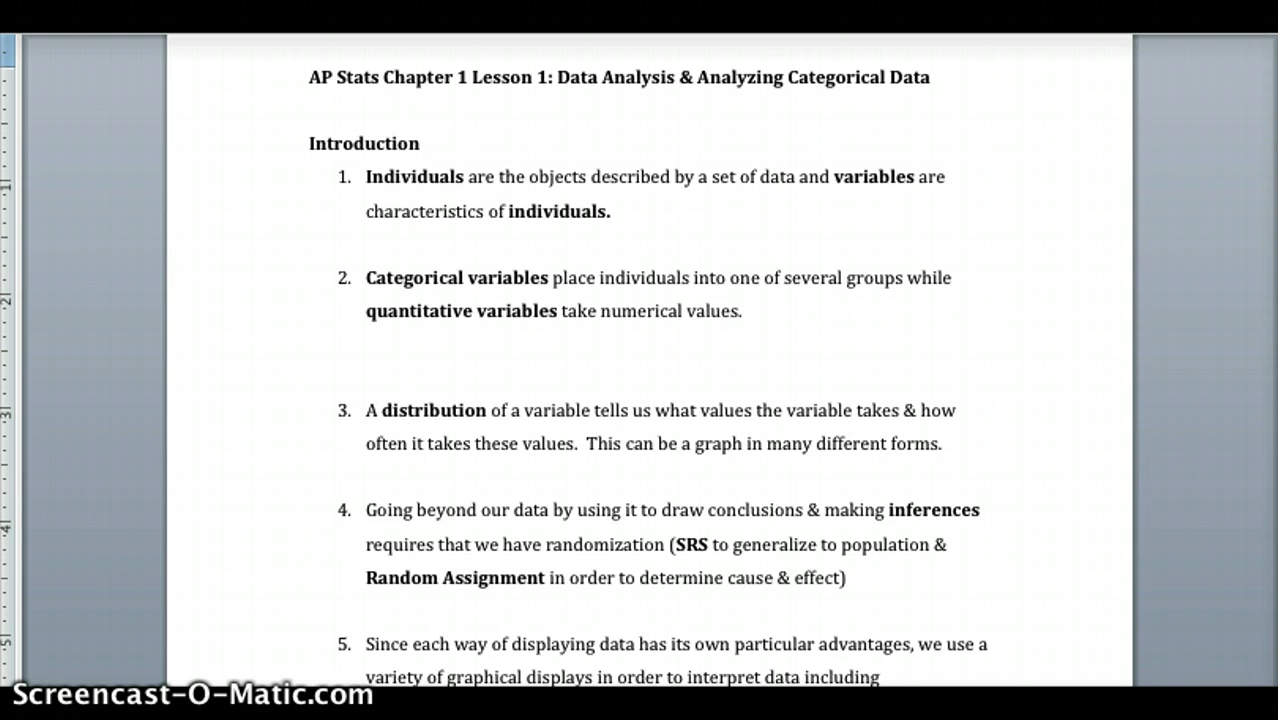 AP Stats Chapter 1 Lesson 1: Data Analysis & Analyzing Categorical Data
Introduction
1. Individuals are the objects described by a set of data and variables are
characteristics of individuals.
2. Categorical variables place individuals into one of several groups while
quantitative variables take numerical values.
3. A distribution of a variable tells us what values the variable takes & how
often it takes these values. This can be a graph in many different forms.
4. Going beyond our data by using it to draw conclusions & making inferences
requires that we have randomization (SRS to generalize to population &
Random Assignment in order to determine cause & effect)
5. Since each way of displaying data has its own particular advantages, we use a
variety of graphical displays in order to interpret data including
1
2
3
4
5
Screencast-O-Matic.com